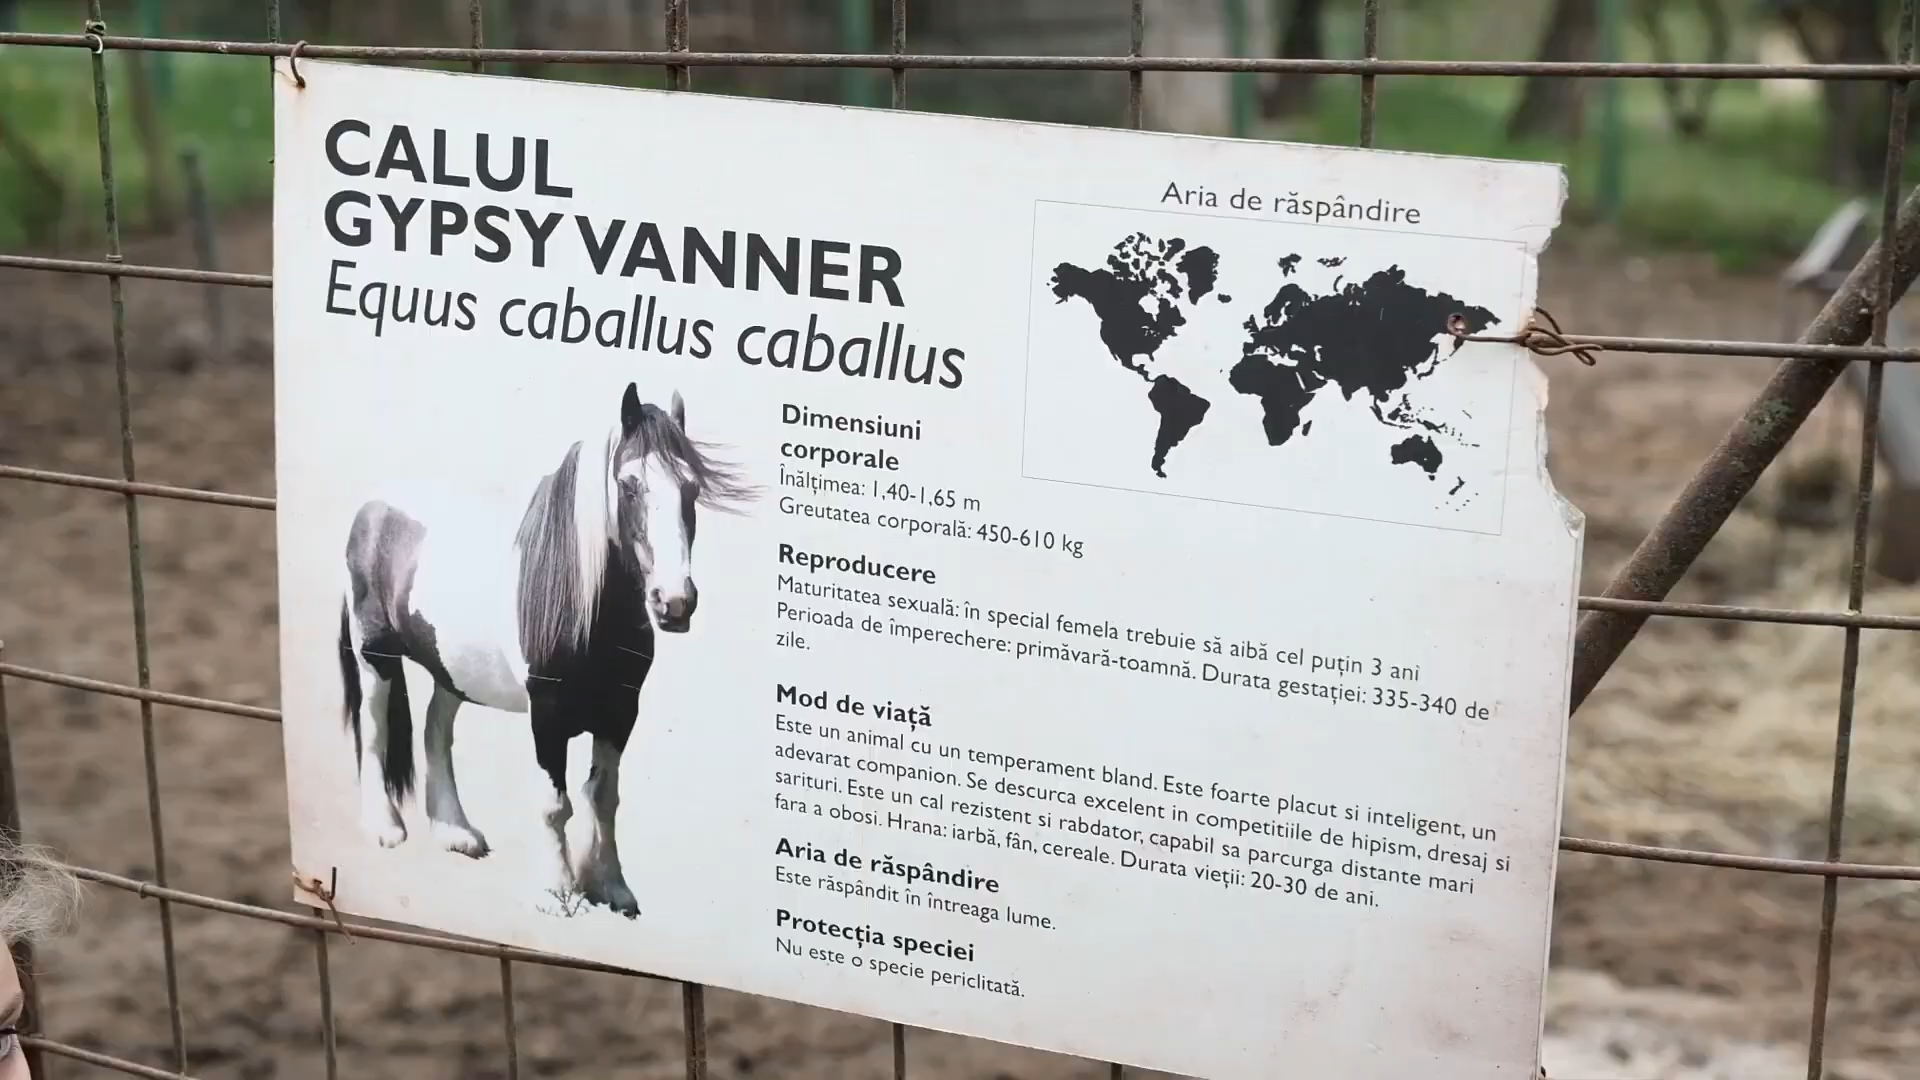 CALUL
GYPSY VANNER
Equus caballus caballus
Aria de răspândire
Dimensiuni
corporale
Înălțimea: 1,40-1,65 m
Greutatea corporală: 450-610 kg
Reproducere
Maturitatea sexuală: în special femela trebuie să aibă cel puțin 3 ani
Perioada de împerechere: primăvară-toamnă. Durata gestației: 335-340 de
zile.
Mod de viață
Este un animal cu un temperament bland. Este foarte placut si inteligent, un
adevarat companion. Se descurca excelent in competitiile de hipism, dresaj si
sarituri. Este un cal rezistent si rabdator, capabil sa parcurga distante mari
fara a obosi. Hrana: iarbă, fân, cereale. Durata vieții: 20-30 de ani.
Aria de răspândire
Este răspândit în întreaga lume.
Protecția speciei
Nu este o specie periclitată.